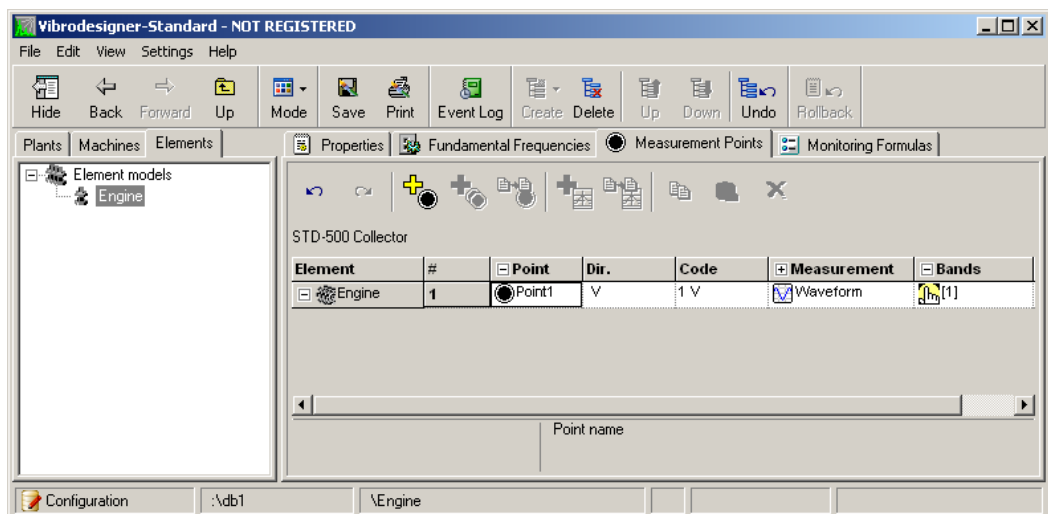 Vibrodesigner-Standard - NOT REGISTERED
File Edit View Settings Help
Hide Back Forward Up Mode Save Print Event Log Create Delete Up Down Undo Rollback
Plants Machines Elements Properties Fundamental Frequencies Measurement Points Monitoring Formulas
Element models
Engine
STD-500 Collector
Element # Point Dir. Code Measurement Bands
Engine 1 Point1 V 1 V Waveform [1]
Point name
Configuration :\db1 \Engine